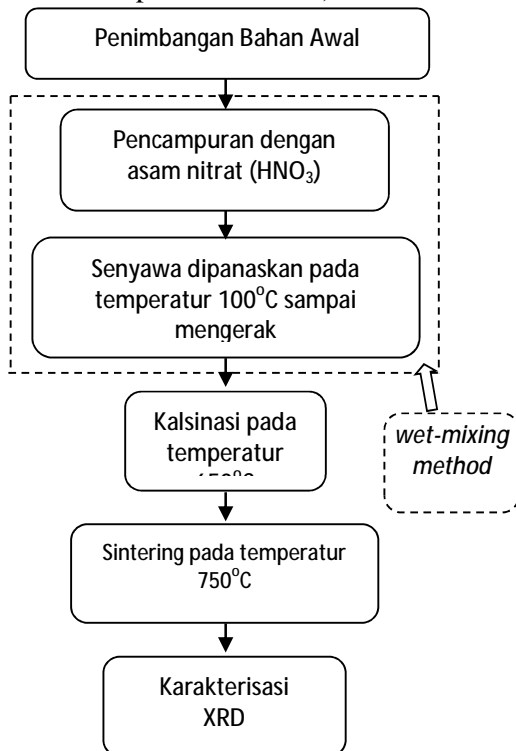 Penimbangan Bahan Awal
Pencampuran dengan
asam nitrat (HNO₃)
Senyawa dipanaskan pada
temperatur 100°C sampai
mengerak
Kalsinasi pada
temperatur
wet-mixing
method
Sintering pada temperatur
750°C
Karakterisasi
XRD